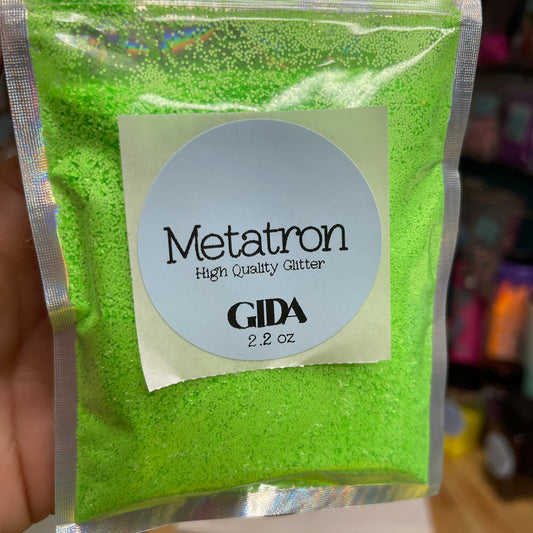 Metatron
High Quality Glitter
GIDA
2.2 oz